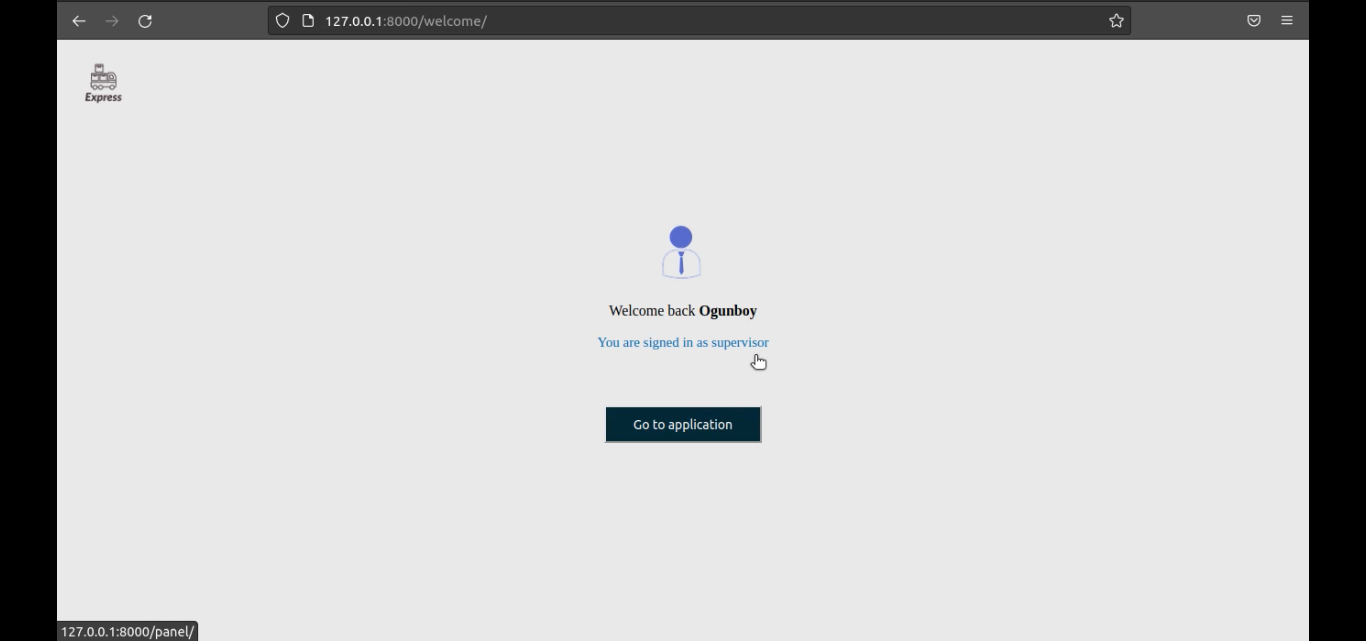 127.0.0.1:8000/welcome/
Express
Welcome back Ogunboy
You are signed in as supervisor
Go to application
127.0.0.1:8000/panel/